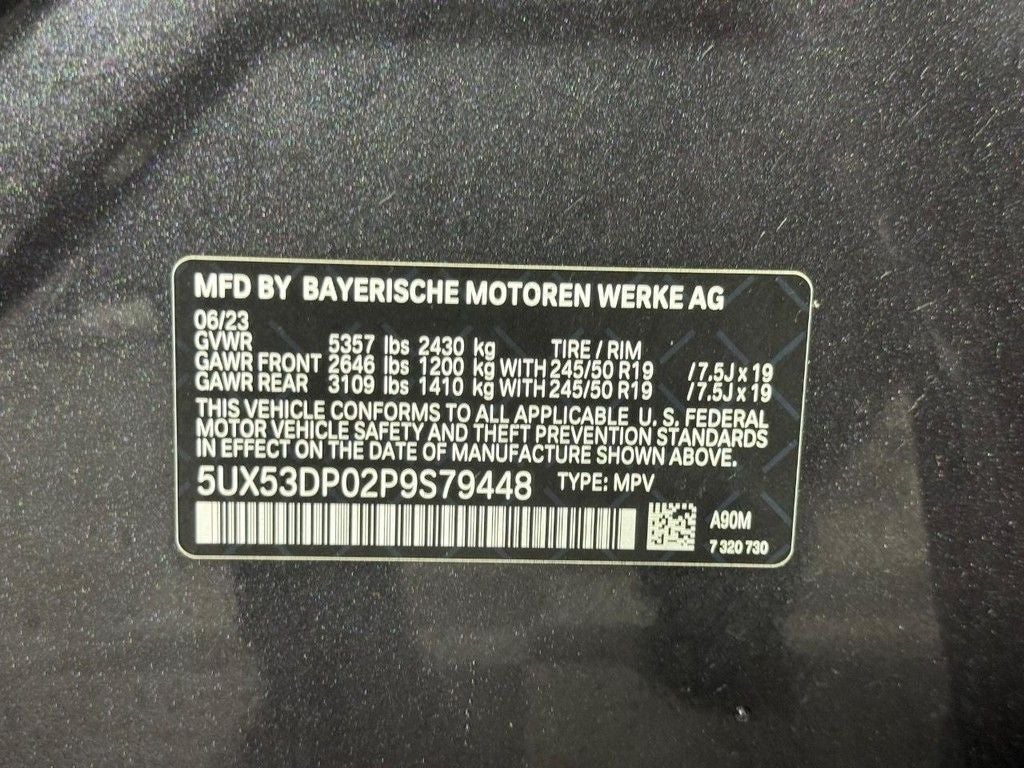 MFD BY BAYERISCHE MOTOREN WERKE AG
06/23
GVWR 5357 lbs 2430 kg TIRE / RIM
GAWR FRONT 2646 lbs 1200 kg WITH 245/50 R19 /7.5J x 19
GAWR REAR 3109 lbs 1410 kg WITH 245/50 R19 /7.5J x 19
THIS VEHICLE CONFORMS TO ALL APPLICABLE U. S. FEDERAL
MOTOR VEHICLE SAFETY AND THEFT PREVENTION STANDARDS
IN EFFECT ON THE DATE OF MANUFACTURE SHOWN ABOVE.
5UX53DP02P9S79448 TYPE: MPV
A90M
7 320 730